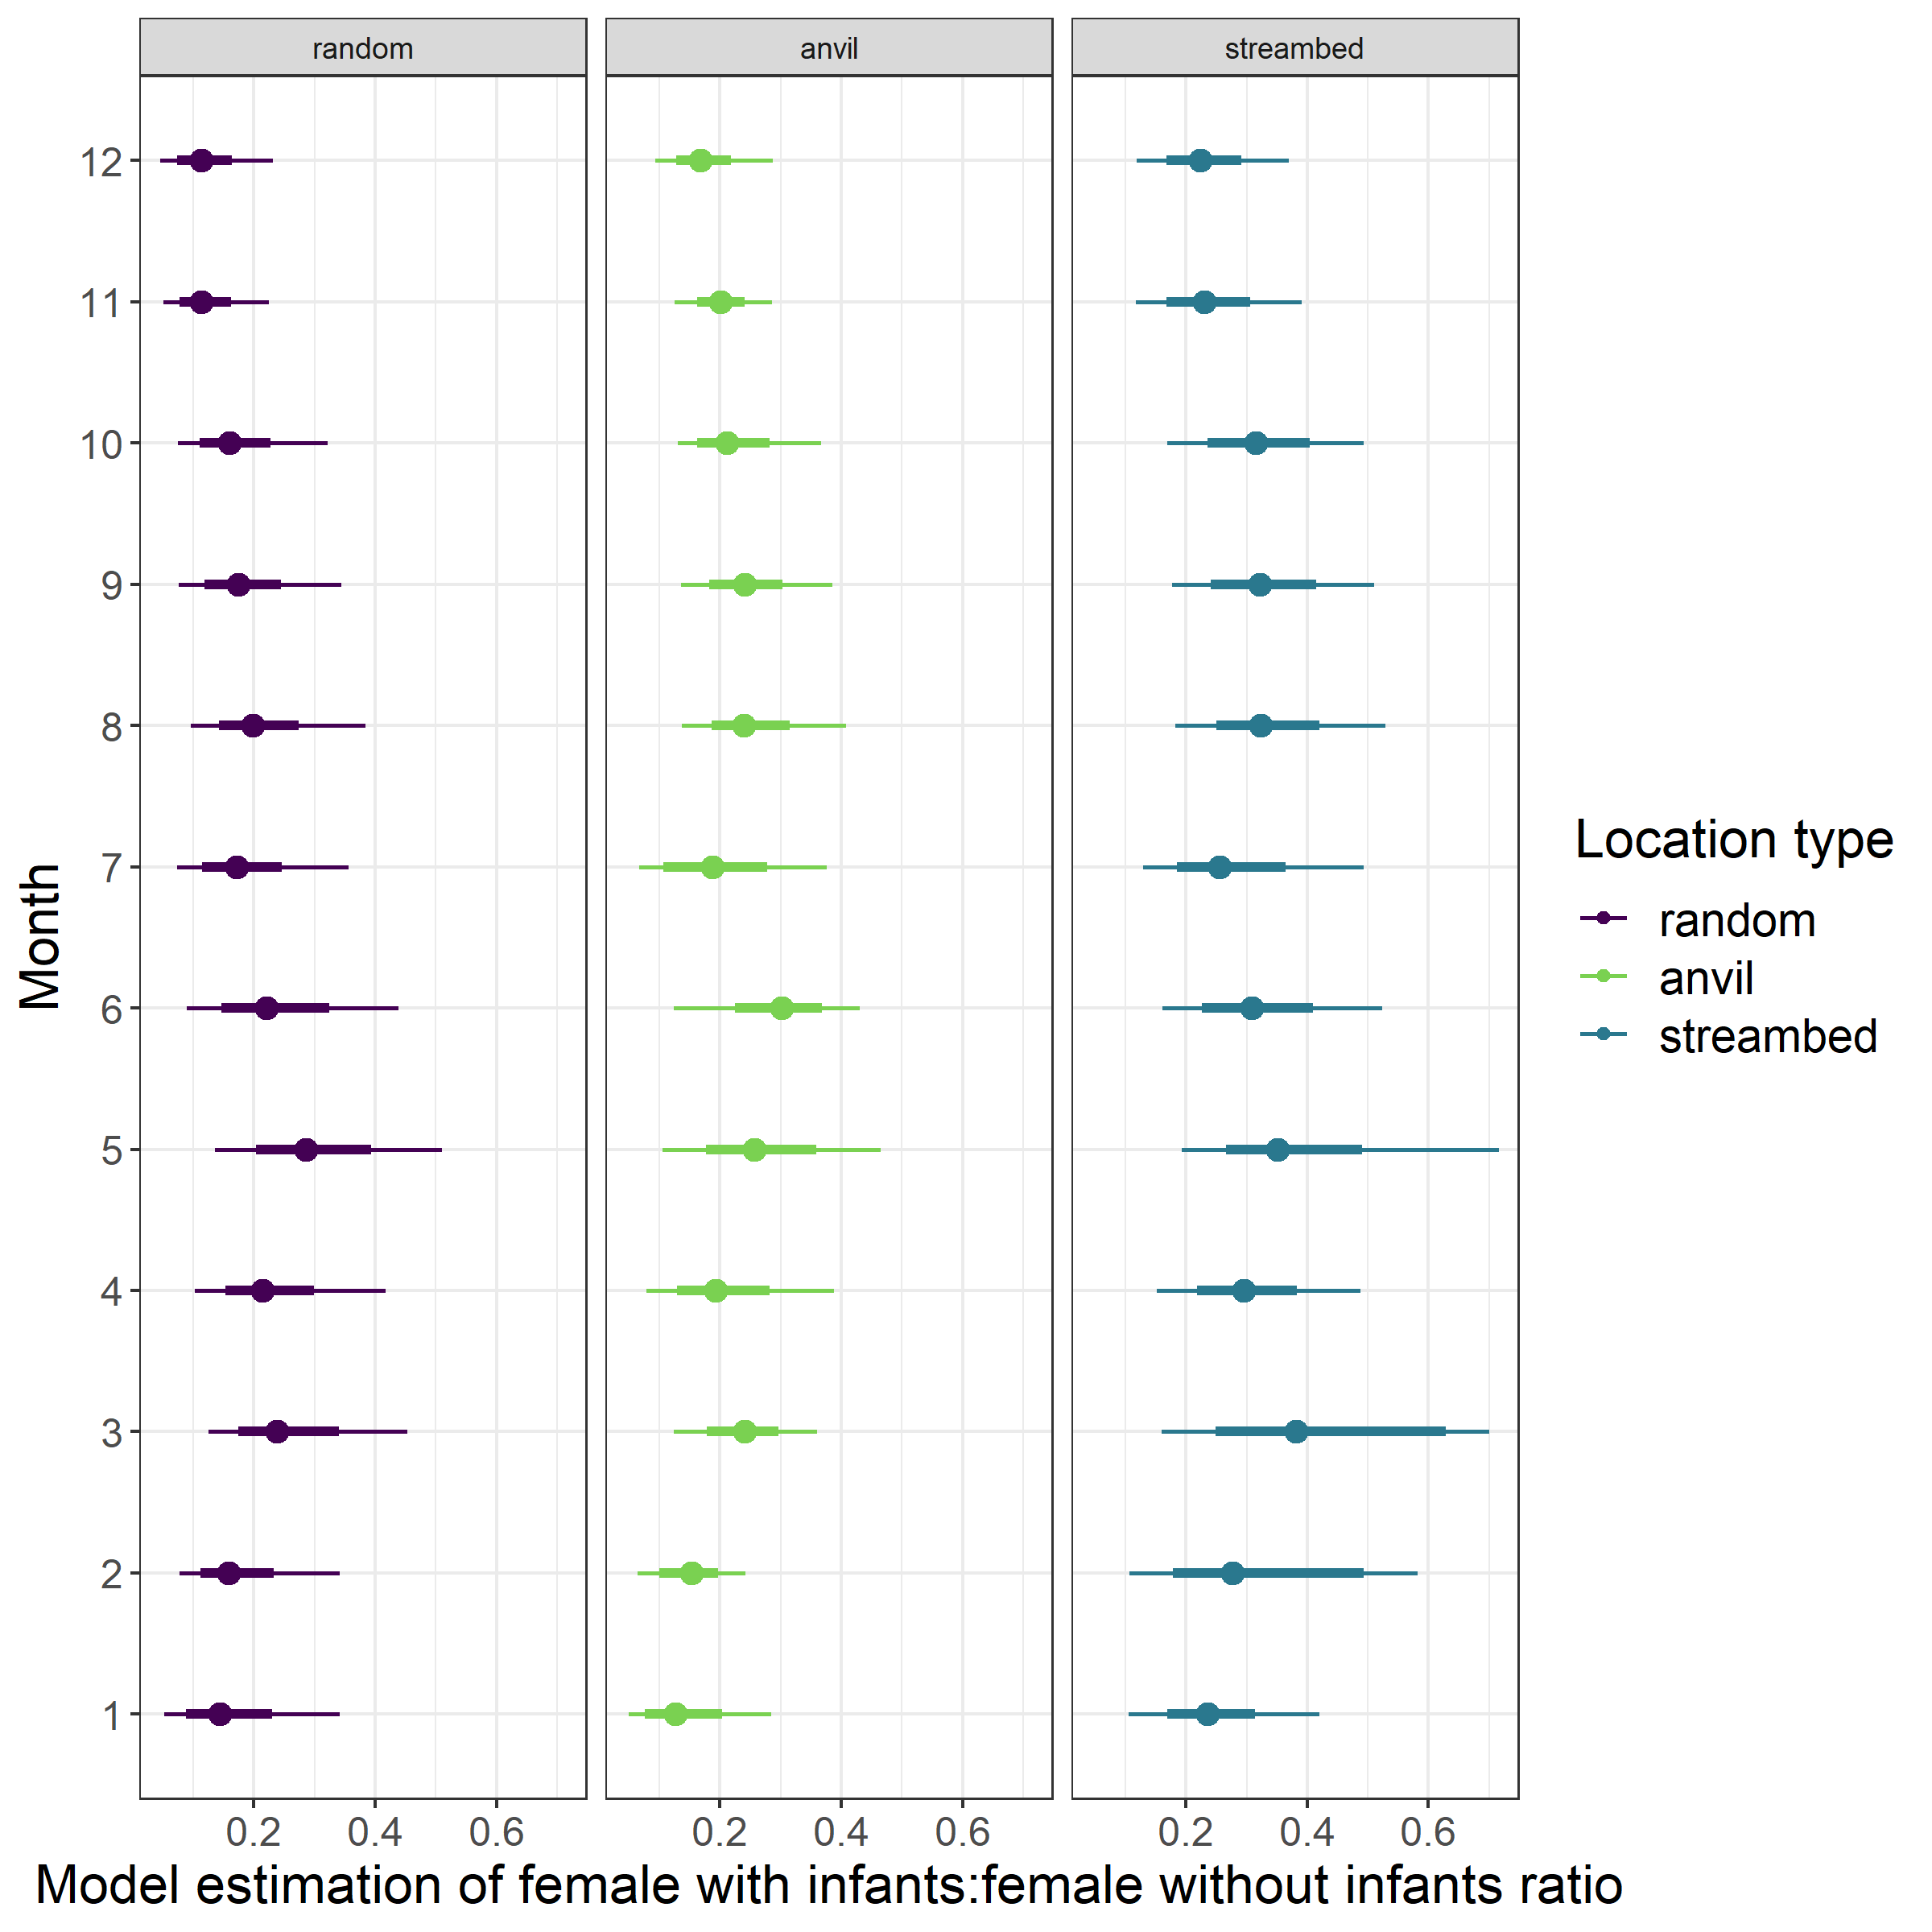 random anvil streambed
12
11
10
9
8
7
6
5
4
3
2
1
Month
0.2 0.4 0.6 0.2 0.4 0.6 0.2 0.4 0.6
Model estimation of female with infants:female without infants ratio
Location type
random
anvil
streambed